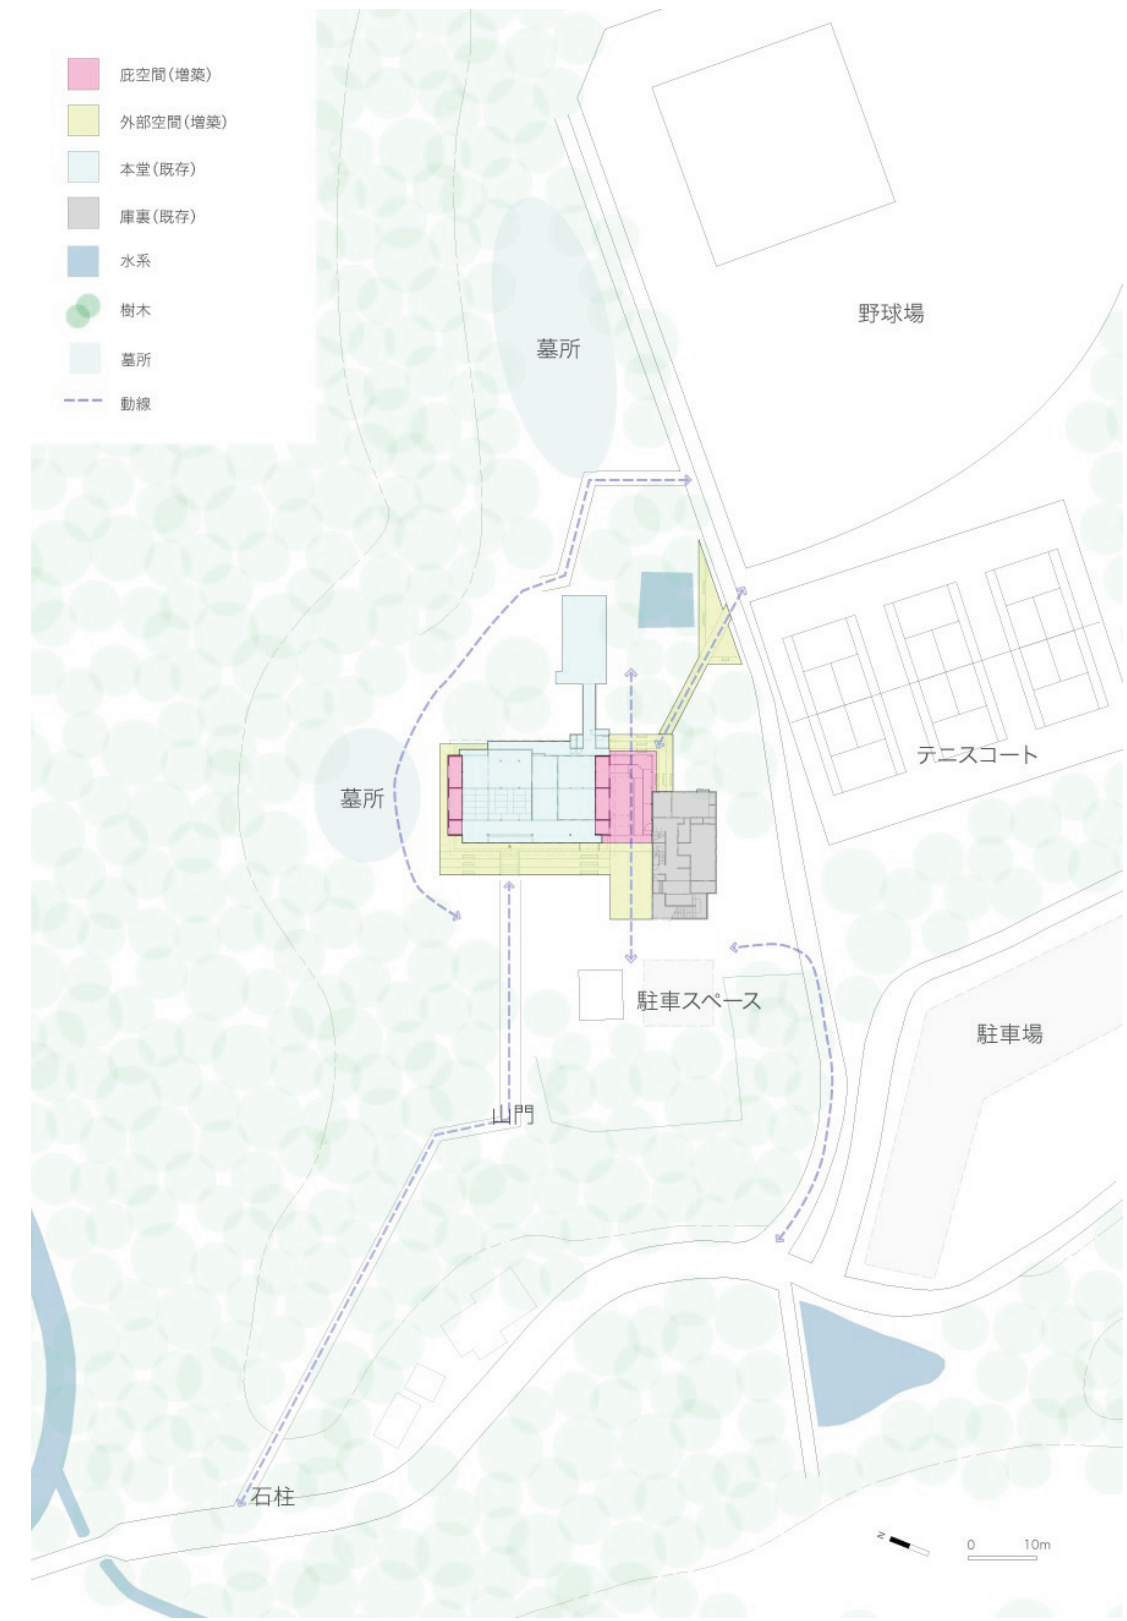 庇空間(増築)
外部空間(増築)
本堂(既存)
庫裏(既存)
水系
樹木
墓所
動線
野球場
墓所
テニスコート
墓所
駐車スペース
駐車場
山門
石柱
N
0 10m